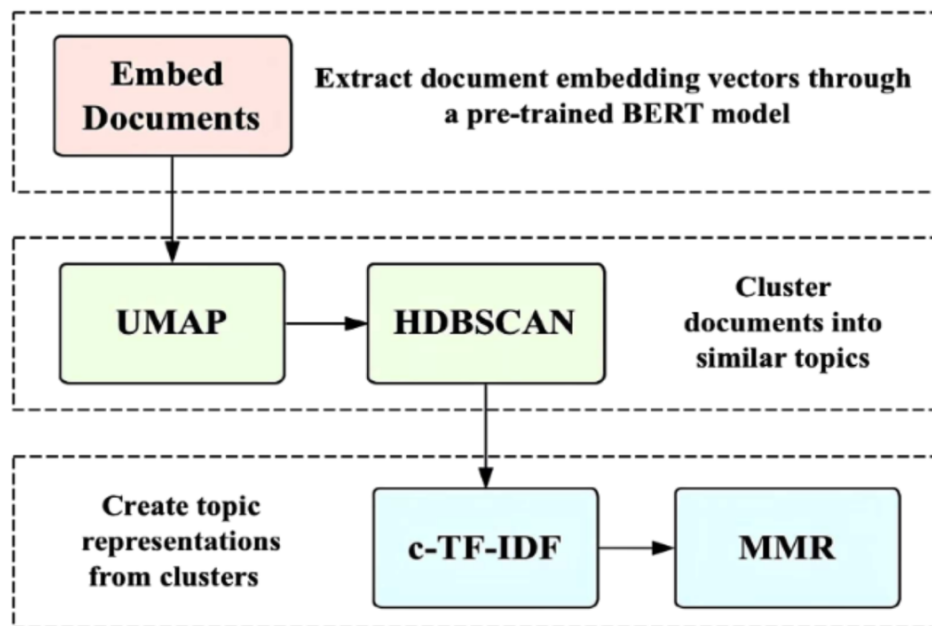 Embed
Documents
Extract document embedding vectors through
a pre-trained BERT model
UMAP
HDBSCAN
Cluster
documents into
similar topics
Create topic
representations
from clusters
c-TF-IDF
MMR